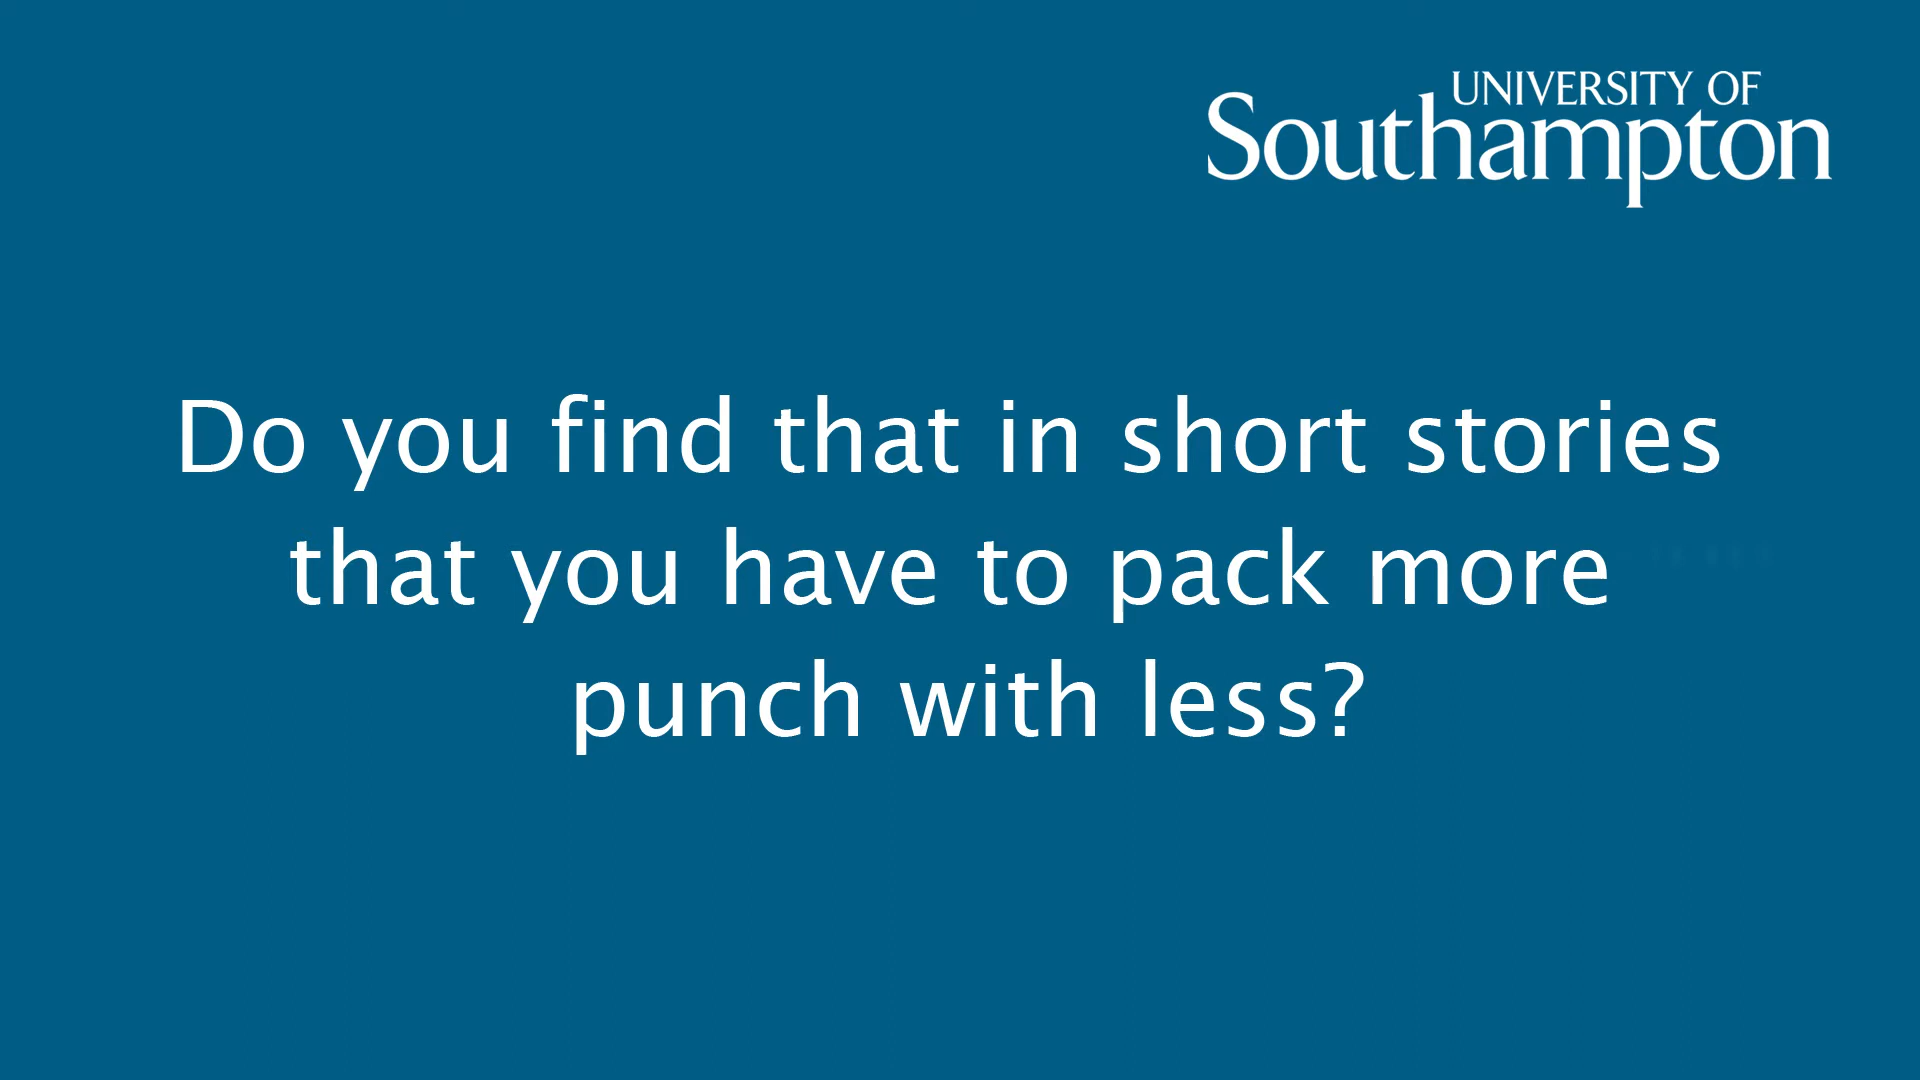 UNIVERSITY OF
Southampton
Do you find that in short stories
that you have to pack more
punch with less?